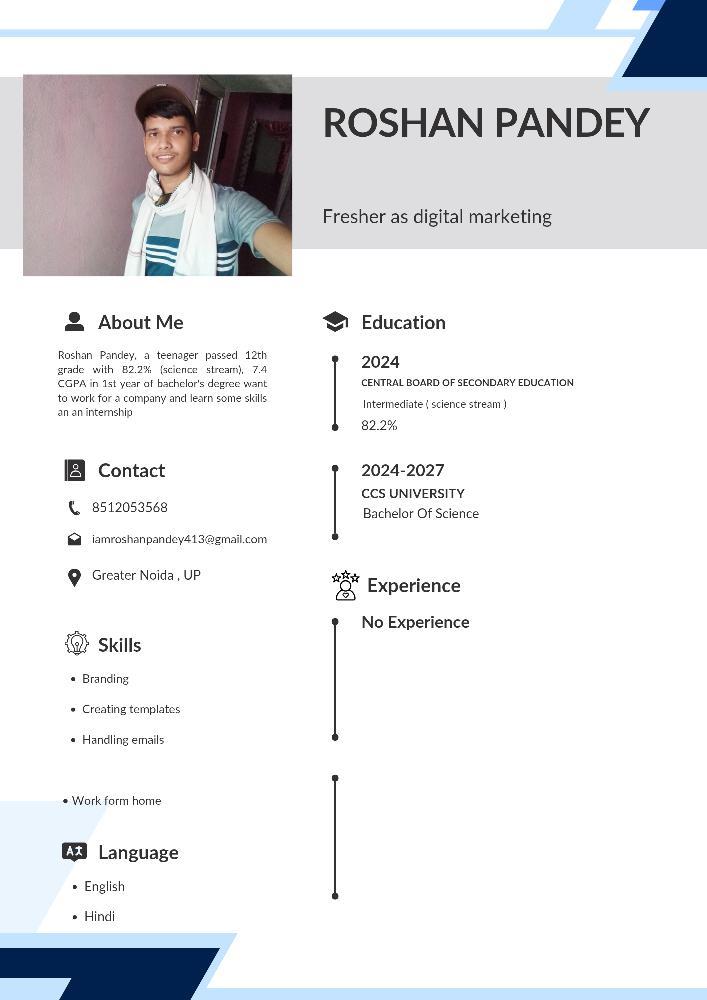 ROSHAN PANDEY
Fresher as digital marketing
About Me
Roshan Pandey, a teenager passed 12th
grade with 82.2% (science stream), 7.4
CGPA in 1st year of bachelor's degree want
to work for a company and learn some skills
an an internship
Contact
8512053568
iamroshanpandey413@gmail.com
Greater Noida , UP
Skills
• Branding
• Creating templates
• Handling emails
• Work form home
Language
• English
• Hindi
Education
2024
CENTRAL BOARD OF SECONDARY EDUCATION
Intermediate ( science stream )
82.2%
2024-2027
CCS UNIVERSITY
Bachelor Of Science
Experience
No Experience